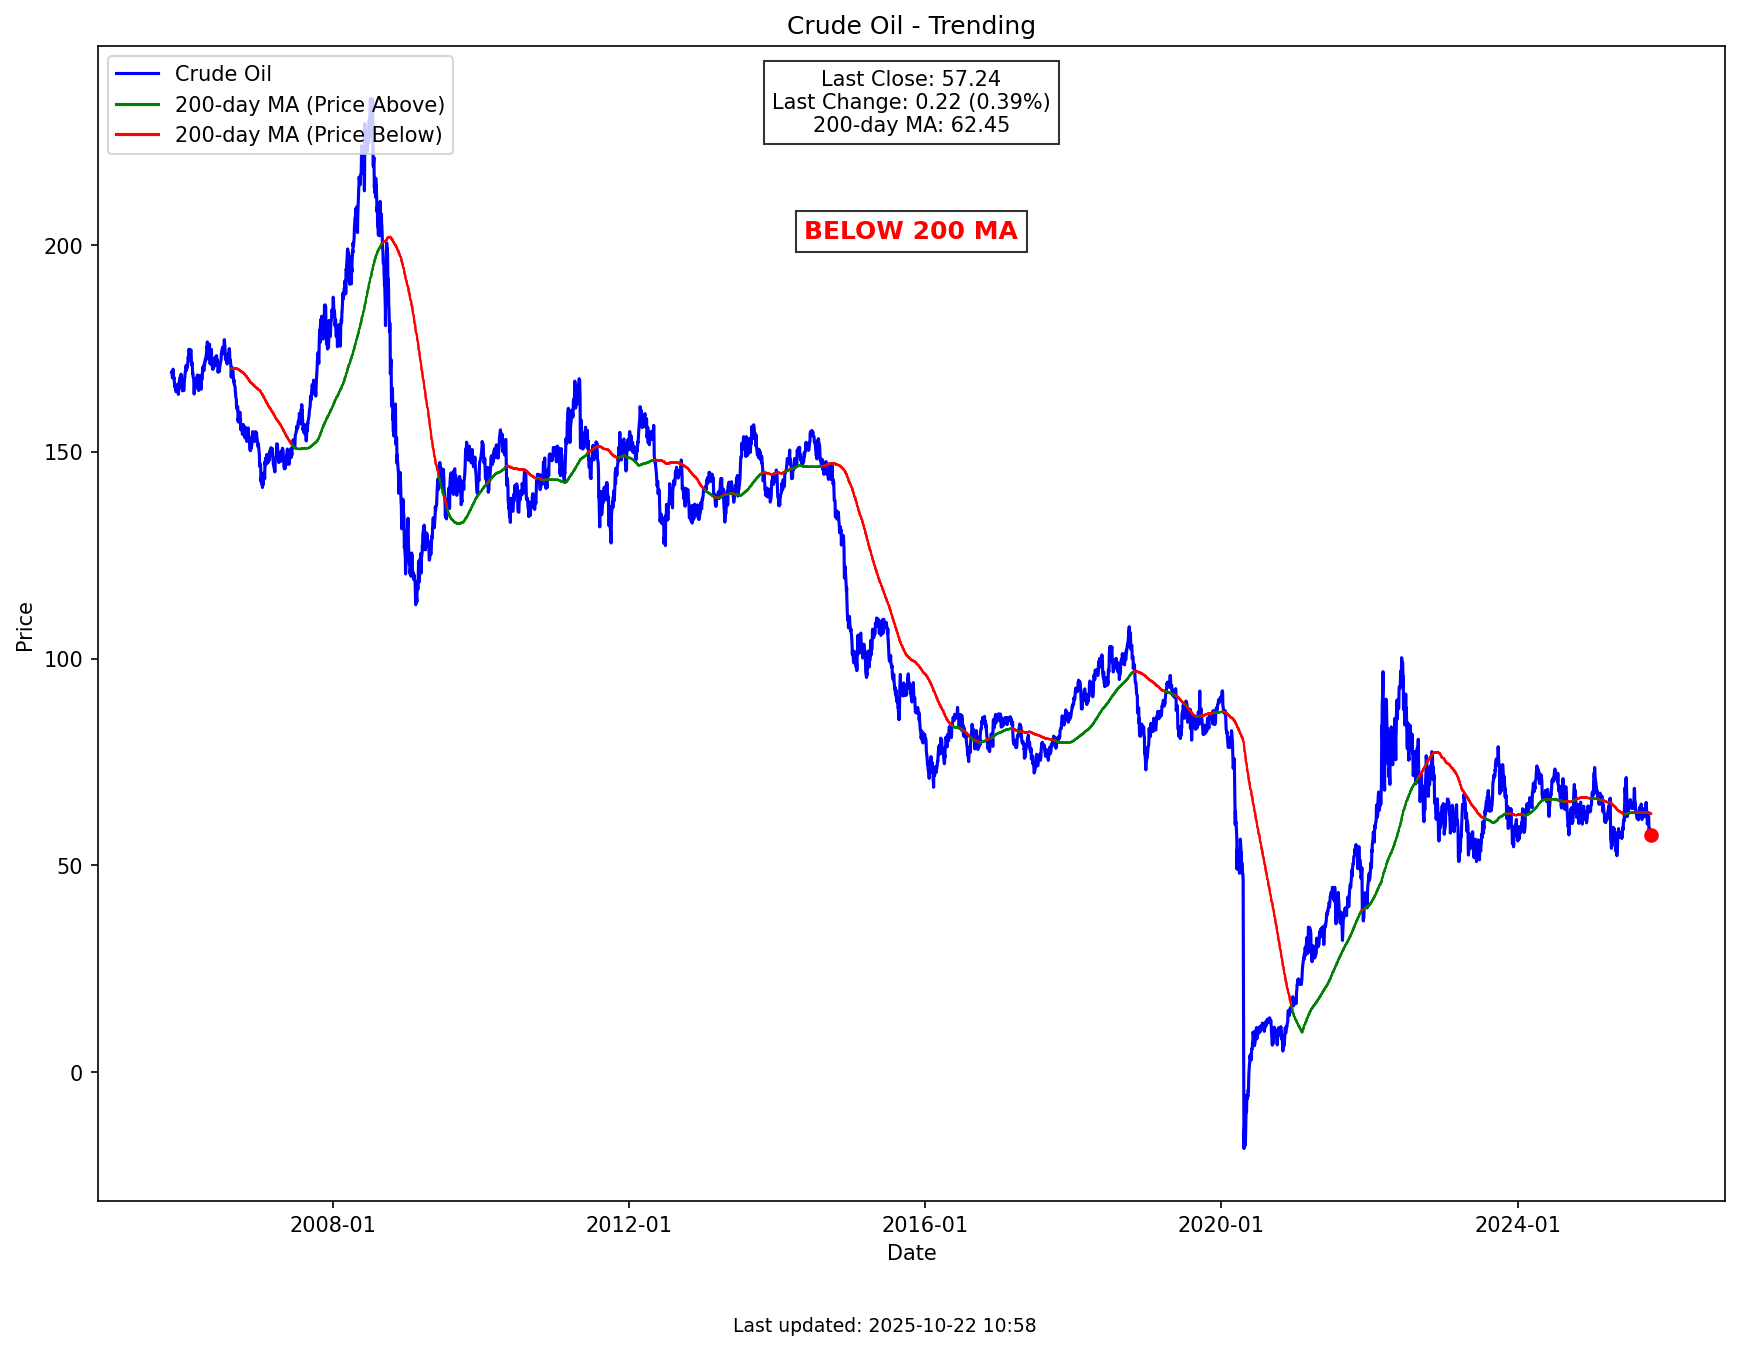 Crude Oil - Trending
Crude Oil
200-day MA (Price Above)
200-day MA (Price Below)
Last Close: 57.24
Last Change: 0.22 (0.39%)
200-day MA: 62.45
BELOW 200 MA
200
150
100
50
0
Price
2008-01
2012-01
2016-01
2020-01
2024-01
Date
Last updated: 2025-10-22 10:58